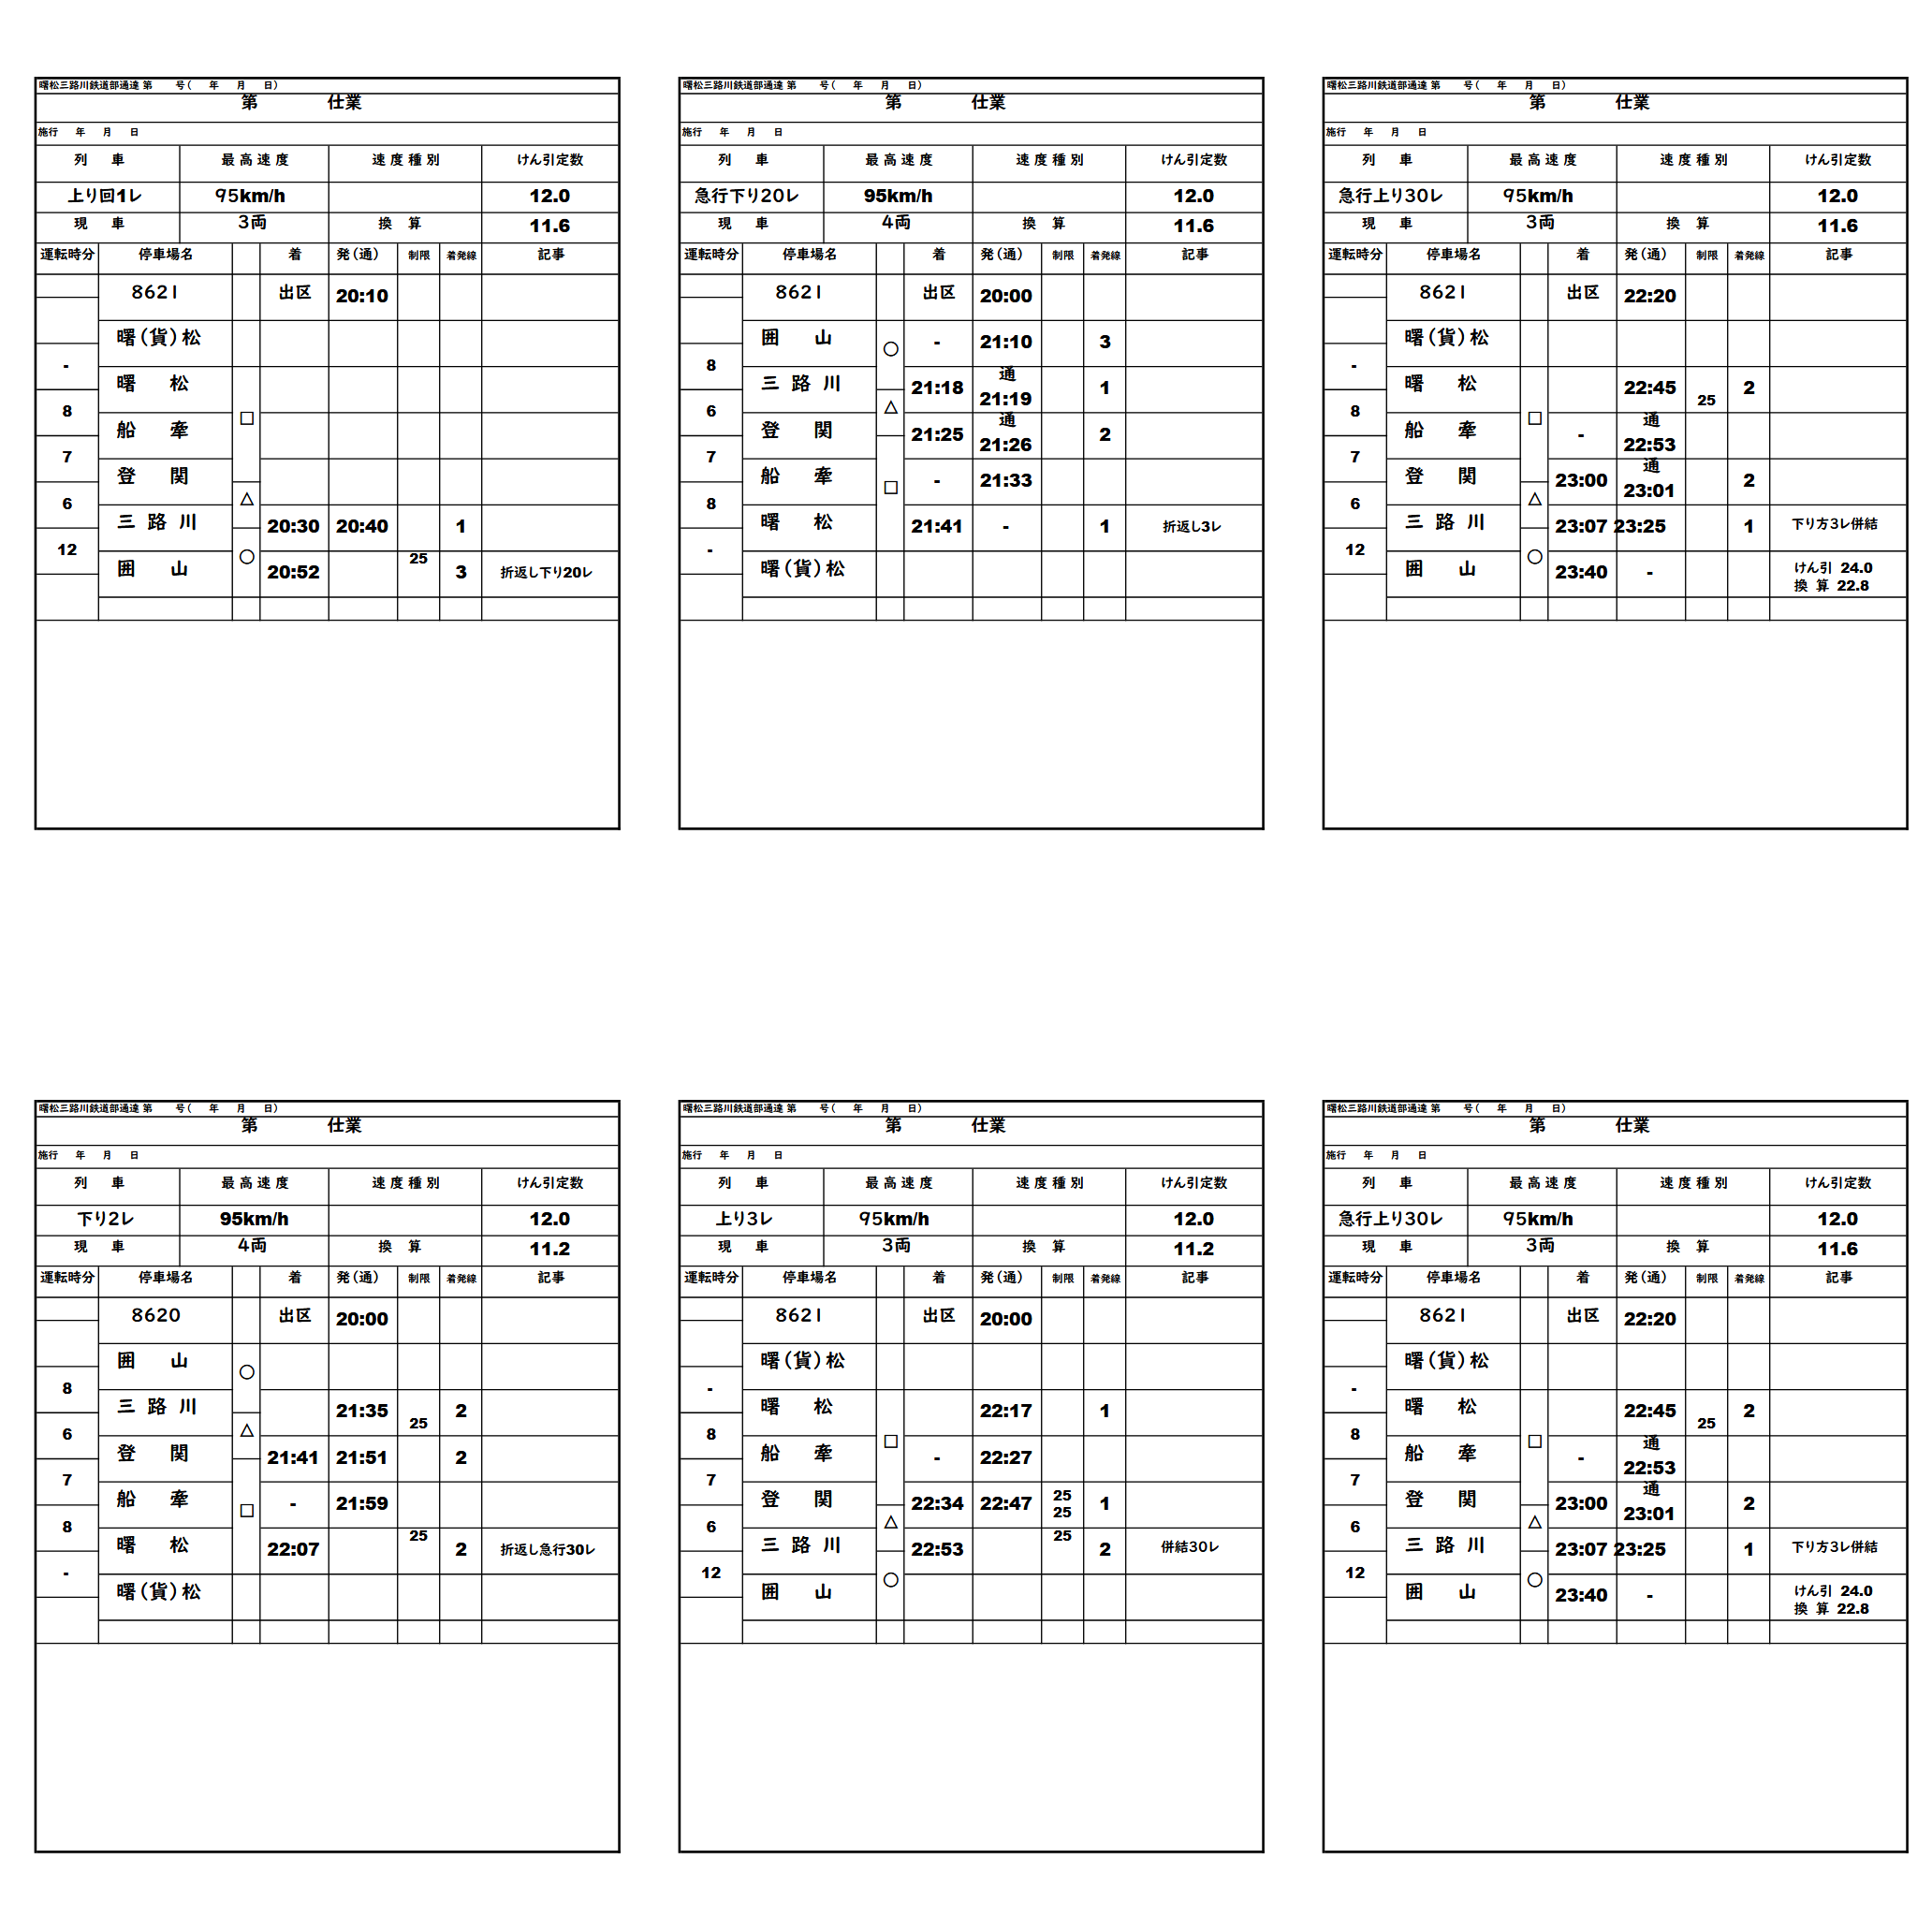 曙松三路川鉄道部通達 第 号( 年 月 日)
第 仕業
施行 年 月 日
列 車 最高速度 速度種別 けん引定数
上り回1レ 95km/h 12.0
現 車 3両 換 算 11.6
運転時分 停車場名 着 発(通) 制限 着発線 記事
8621 出区 20:10
曙(貨)松
-
曙 松
8 □
船 牽
7
登 関
6 △
三 路 川 20:30 20:40 1
12 ○
囲 山 20:52 25 3 折返し下り20レ
曙松三路川鉄道部通達 第 号( 年 月 日)
第 仕業
施行 年 月 日
列 車 最高速度 速度種別 けん引定数
急行下り20レ 95km/h 12.0
現 車 4両 換 算 11.6
運転時分 停車場名 着 発(通) 制限 着発線 記事
8621 出区 20:00
囲 山 ○ - 21:10 3
8
三 路 川 21:18 通 21:19 1
6 △
登 関 21:25 通 21:26 2
7
船 牽 □ - 21:33
8
曙 松 21:41 - 1 折返し3レ
-
曙(貨)松
曙松三路川鉄道部通達 第 号( 年 月 日)
第 仕業
施行 年 月 日
列 車 最高速度 速度種別 けん引定数
急行上り30レ 95km/h 12.0
現 車 3両 換 算 11.6
運転時分 停車場名 着 発(通) 制限 着発線 記事
8621 出区 22:20
曙(貨)松
-
曙 松 22:45 25 2
8 □
船 牽 - 通 22:53
7
登 関 23:00 通 23:01 2
6 △
三 路 川 23:07 23:25 1 下り方3レ併結
12 ○
囲 山 23:40 - けん引 24.0
換 算 22.8
曙松三路川鉄道部通達 第 号( 年 月 日)
第 仕業
施行 年 月 日
列 車 最高速度 速度種別 けん引定数
下り2レ 95km/h 12.0
現 車 4両 換 算 11.2
運転時分 停車場名 着 発(通) 制限 着発線 記事
8620 出区 20:00
囲 山 ○
8
三 路 川 21:35 25 2
6 △
登 関 21:41 21:51 2
7
船 牽 □ - 21:59
8
曙 松 22:07 25 2 折返し急行30レ
-
曙(貨)松
曙松三路川鉄道部通達 第 号( 年 月 日)
第 仕業
施行 年 月 日
列 車 最高速度 速度種別 けん引定数
上り3レ 95km/h 12.0
現 車 3両 換 算 11.2
運転時分 停車場名 着 発(通) 制限 着発線 記事
8621 出区 20:00
曙(貨)松
-
曙 松 22:17 1
8 □
船 牽 - 22:27
7
登 関 22:34 22:47 25 25 1
6 △
三 路 川 22:53 25 2 併結30レ
12 ○
囲 山
曙松三路川鉄道部通達 第 号( 年 月 日)
第 仕業
施行 年 月 日
列 車 最高速度 速度種別 けん引定数
急行上り30レ 95km/h 12.0
現 車 3両 換 算 11.6
運転時分 停車場名 着 発(通) 制限 着発線 記事
8621 出区 22:20
曙(貨)松
-
曙 松 22:45 25 2
8 □
船 牽 - 通 22:53
7
登 関 23:00 通 23:01 2
6 △
三 路 川 23:07 23:25 1 下り方3レ併結
12 ○
囲 山 23:40 - けん引 24.0
換 算 22.8